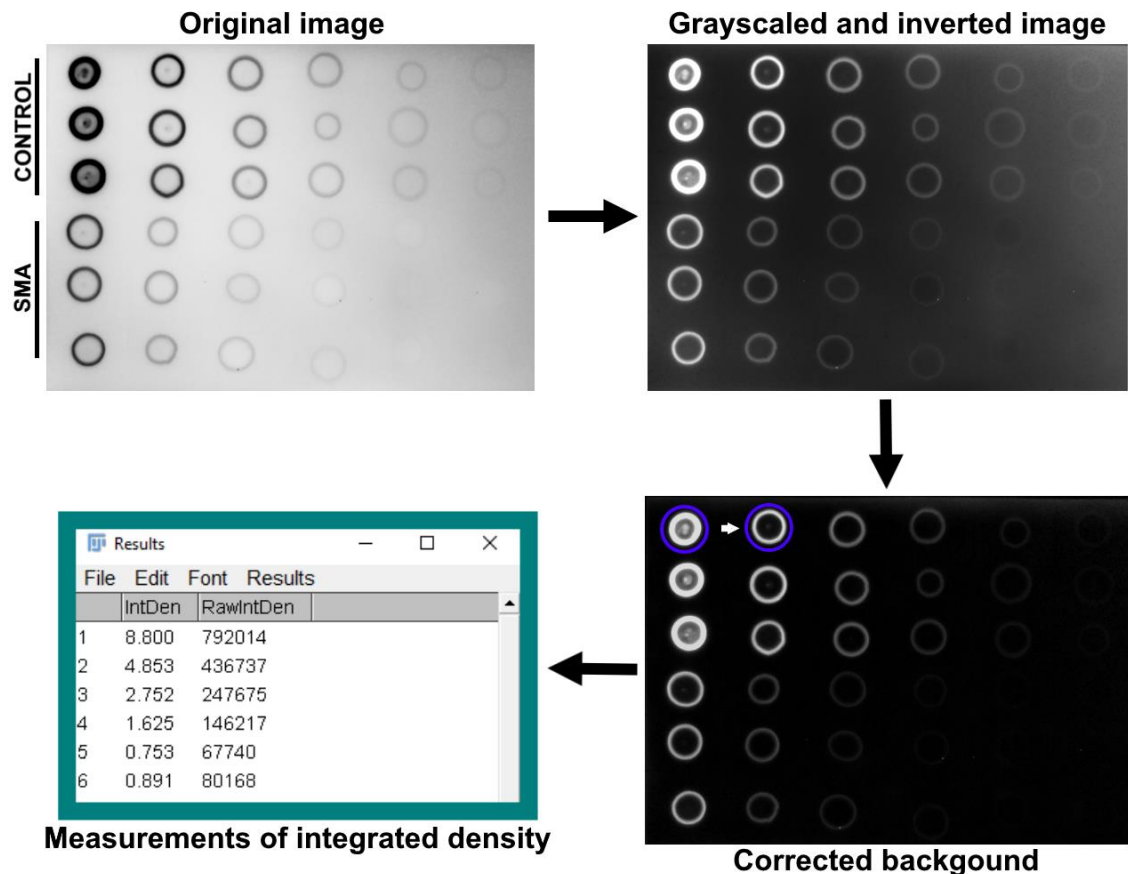 Original image
Grayscaled and inverted image
CONTROL
SMA
Results
File Edit Font Results
IntDen RawIntDen
1 8.800 792014
2 4.853 436737
3 2.752 247675
4 1.625 146217
5 0.753 67740
6 0.891 80168
Measurements of integrated density
Corrected backgound